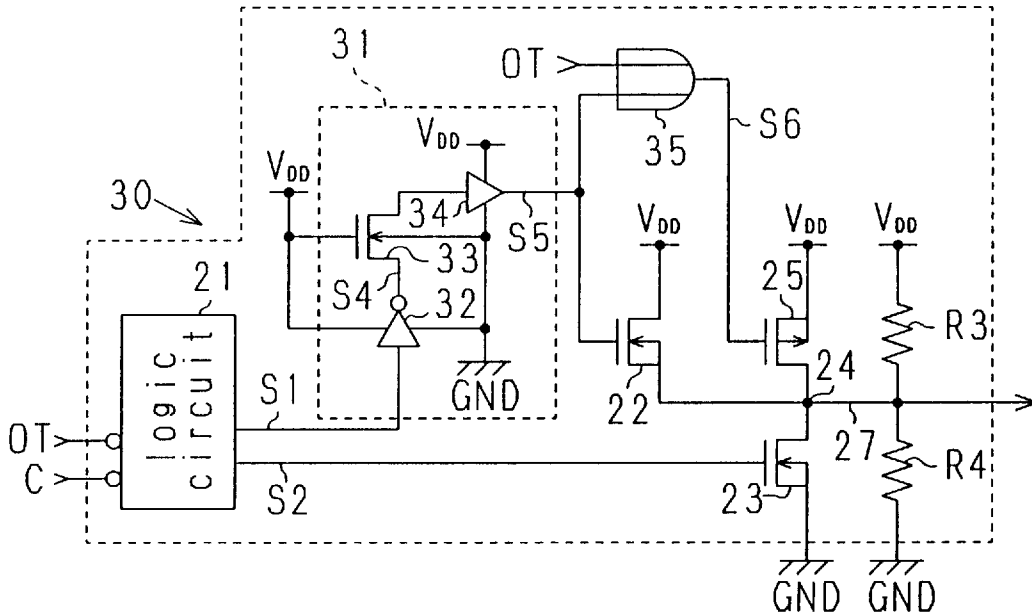 31
OT
35
S6
VDD
VDD
30
34
S5
33
S4
32
GND
VDD
VDD
VDD
25
R3
22
24
27
R4
21
logic
circuit
S1
S2
OT
C
23
GND
GND